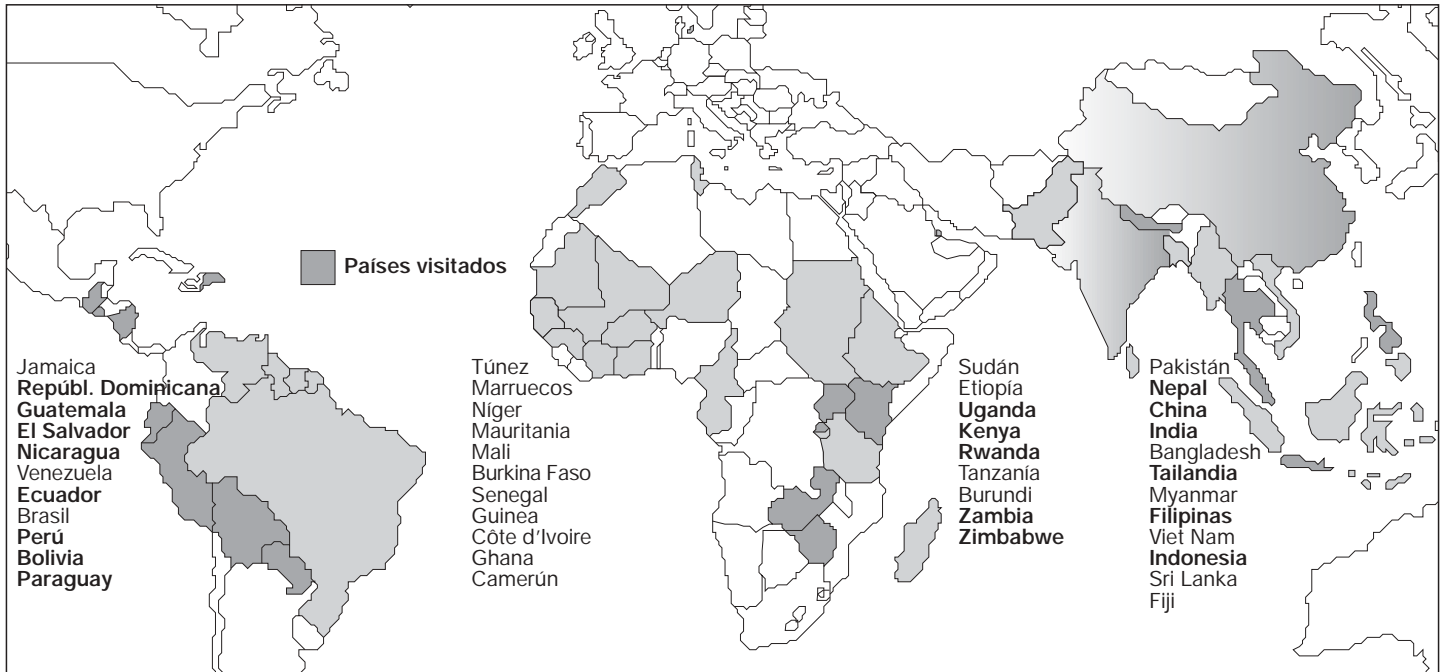 Países visitados
Jamaica
Repúbl. Dominicana
Guatemala
El Salvador
Nicaragua
Venezuela
Ecuador
Brasil
Perú
Bolivia
Paraguay
Túnez
Marruecos
Níger
Mauritania
Mali
Burkina Faso
Senegal
Guinea
Côte d'Ivoire
Ghana
Camerún
Sudán
Etiopía
Uganda
Kenya
Rwanda
Tanzanía
Burundi
Zambia
Zimbabwe
Pakistán
Nepal
China
India
Bangladesh
Tailandia
Myanmar
Filipinas
Viet Nam
Indonesia
Sri Lanka
Fiji